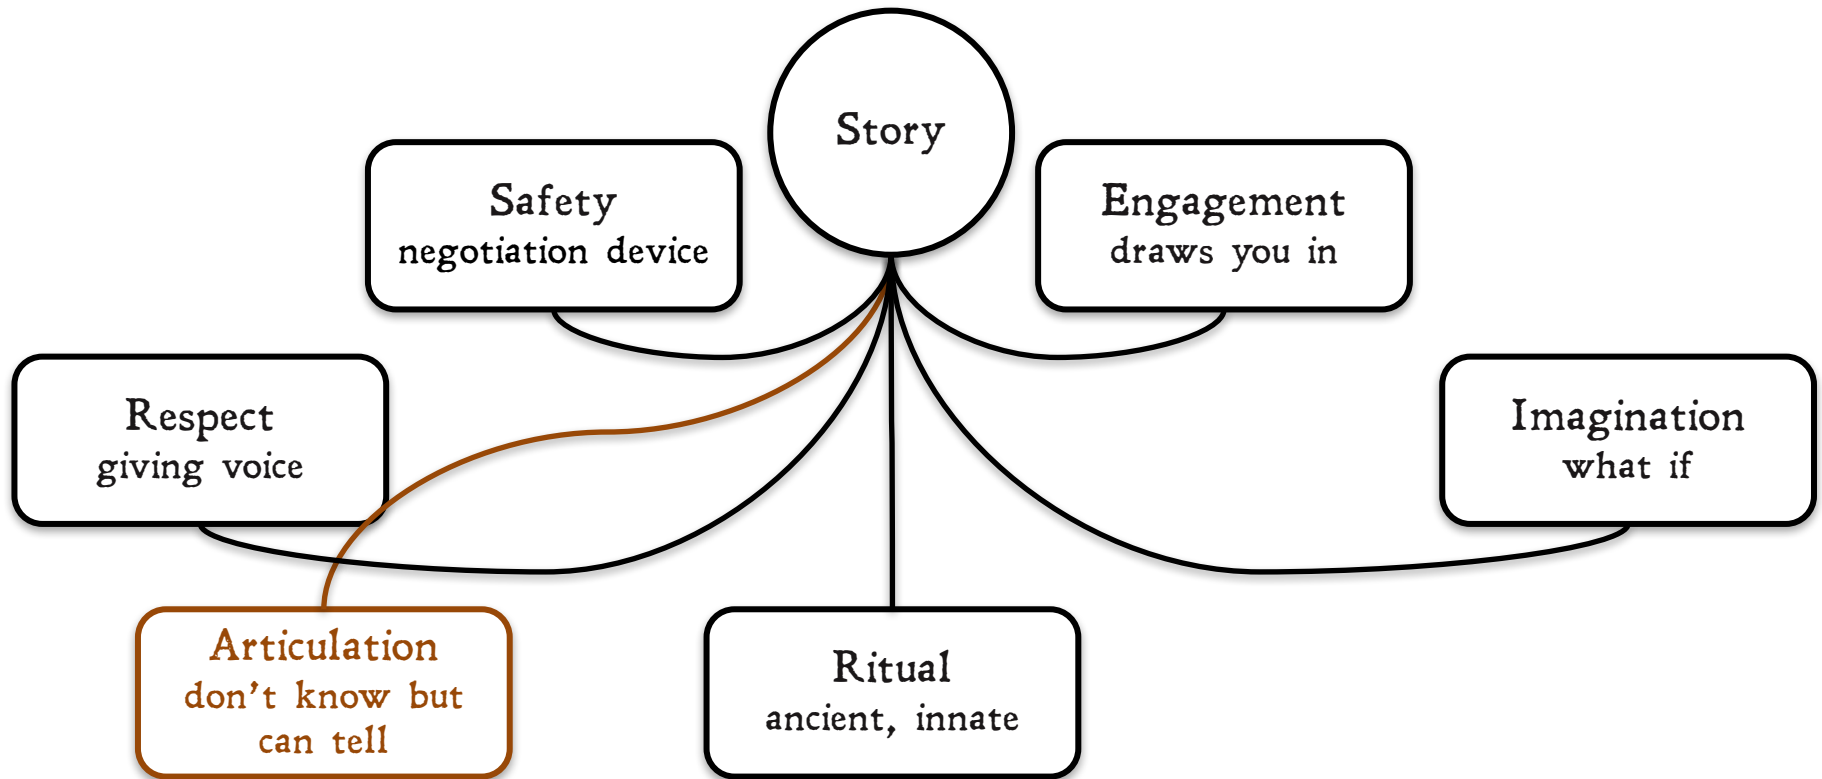 Story
Safety
negotiation device
Engagement
draws you in
Respect
giving voice
Imagination
what if
Articulation
don't know but
can tell
Ritual
ancient, innate